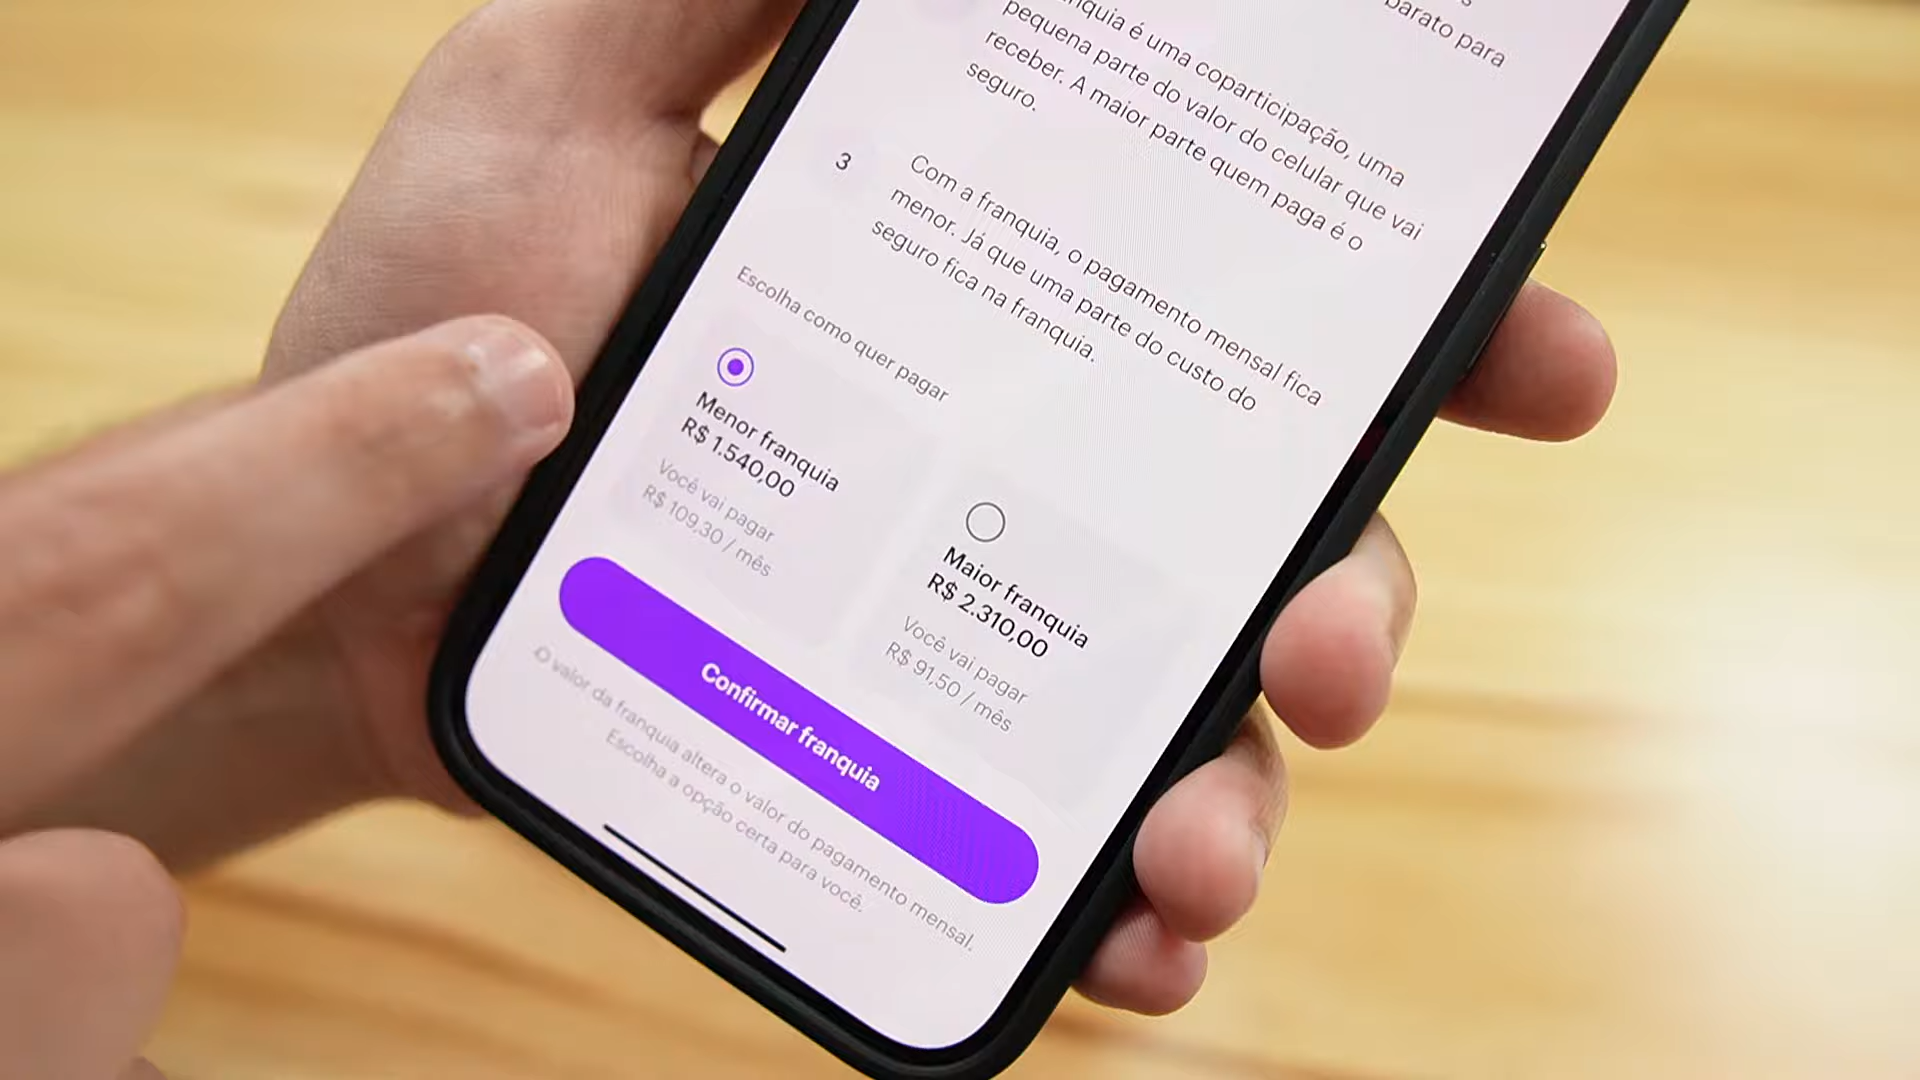 barato para
é uma coparticipação, uma
pequena parte do valor do celular que vai
receber. A maior parte quem paga é o
seguro.
3
Com a franquia, o pagamento mensal fica
menor. Já que uma parte do custo do
seguro fica na franquia.
Escolha como quer pagar
Menor franquia
R$ 1.540,00
Você vai pagar
R$ 109,30 / mês
Maior franquia
R$ 2.310,00
Você vai pagar
R$ 91,50 / mês
Confirmar franquia
O valor da franquia altera o valor do pagamento mensal.
Escolha a opção certa para você.